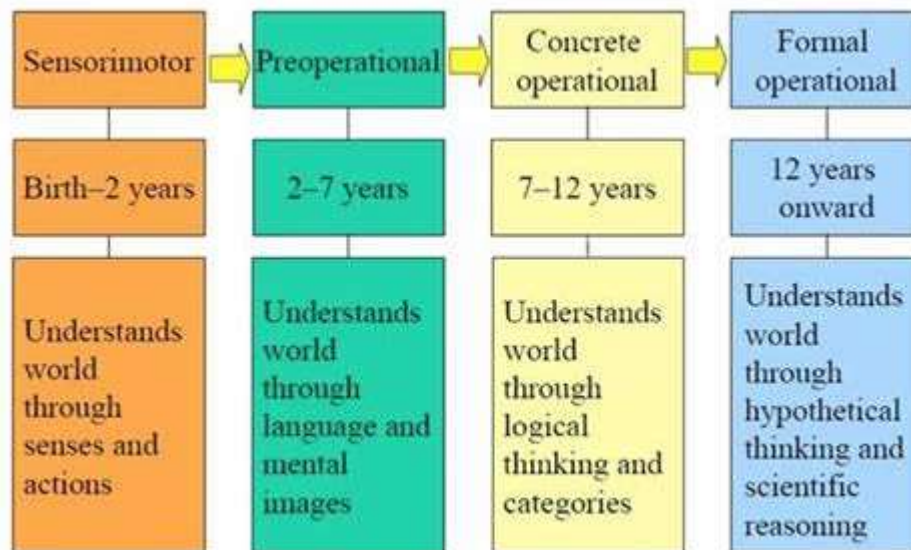 Sensorimotor
Preoperational
Concrete
operational
Formal
operational
Birth–2 years
2–7 years
7–12 years
12 years
onward
Understands
world
through
senses and
actions
Understands
world
through
language and
mental
images
Understands
world
through
logical
thinking and
categories
Understands
world
through
hypothetical
thinking and
scientific
reasoning